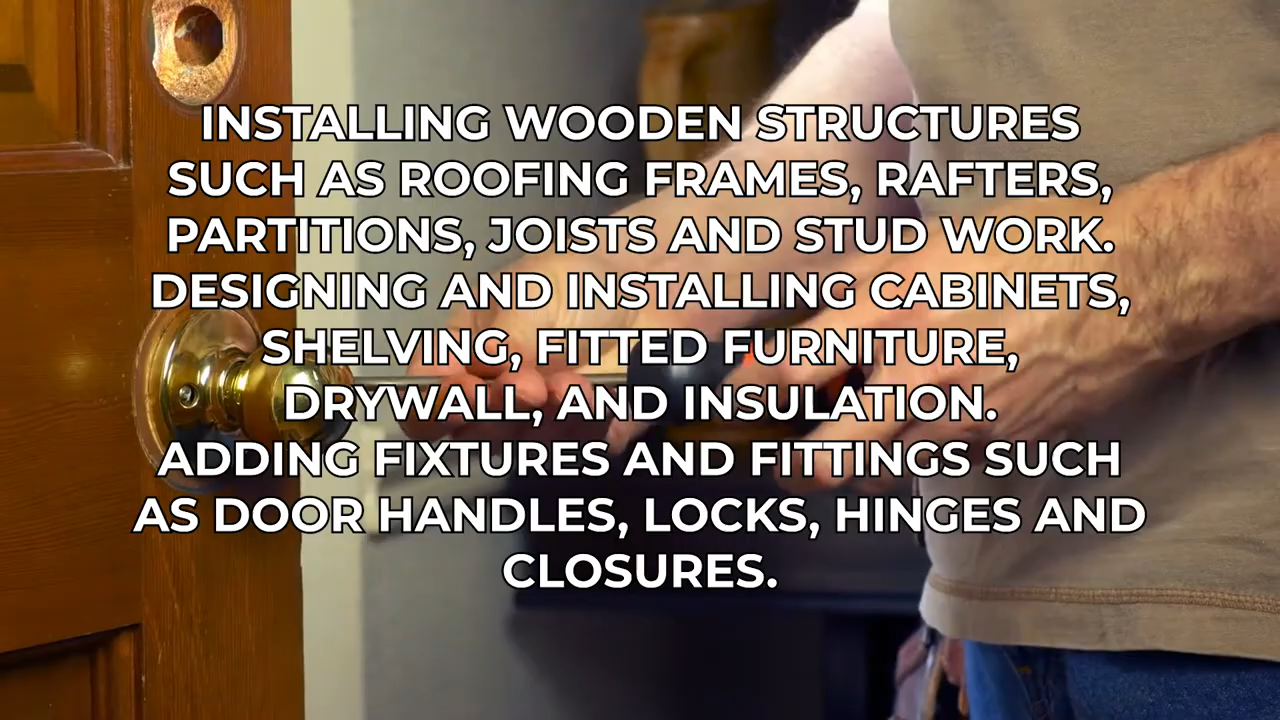 INSTALLING WOODEN STRUCTURES
SUCH AS ROOFING FRAMES, RAFTERS,
PARTITIONS, JOISTS AND STUD WORK.
DESIGNING AND INSTALLING CABINETS,
SHELVING, FITTED FURNITURE,
DRYWALL, AND INSULATION.
ADDING FIXTURES AND FITTINGS SUCH
AS DOOR HANDLES, LOCKS, HINGES AND
CLOSURES.